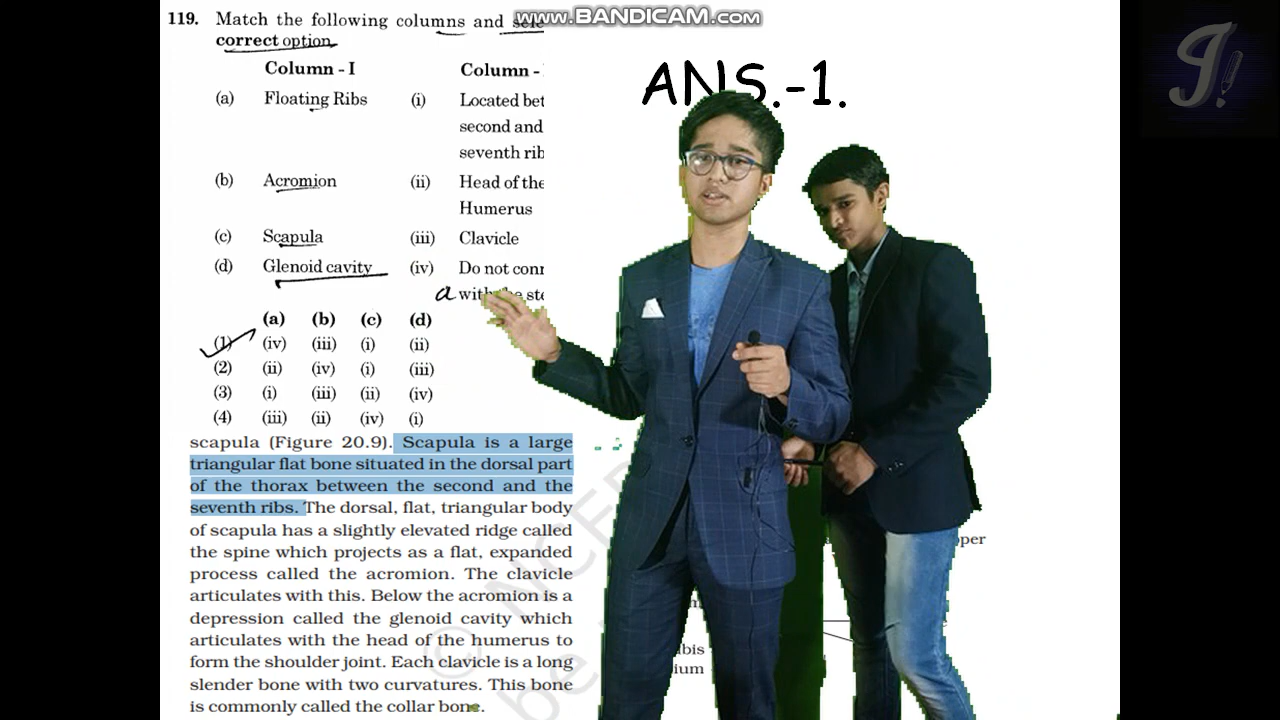 www.BANDICAM.com
119. Match the following columns and
correct option
Column - I Column -
(a) Floating Ribs (i) Located
second and
seventh
(b) Acromion (ii) Head of the
Humerus
(c) Scapula (iii) Clavicle
(d) Glenoid cavity (iv) Do not
a with
(a) (b) (c) (d)
(1) (iv) (iii) (i) (ii)
(2) (ii) (iv) (i) (iii)
(3) (i) (iii) (ii) (iv)
(4) (iii) (ii) (iv) (i)
scapula (Figure 20.9). Scapula is a large
triangular flat bone situated in the dorsal part
of the thorax between the second and the
seventh ribs. The dorsal, flat, triangular body
of scapula has a slightly elevated ridge called
the spine which projects as a flat, expanded
process called the acromion. The clavicle
articulates with this. Below the acromion is a
depression called the glenoid cavity which
articulates with the head of the humerus to
form the shoulder joint. Each clavicle is a long
slender bone with two curvatures. This bone
is commonly called the collar bone.
ANS.-1.